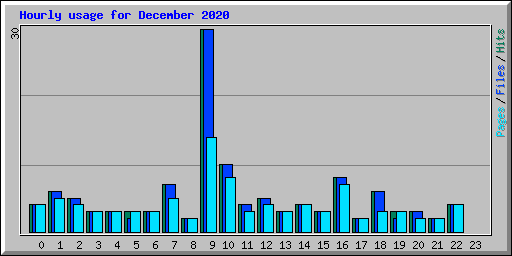 Hourly usage for December 2020
30
Pages/Files/Hits
0 1 2 3 4 5 6 7 8 9 10 11 12 13 14 15 16 17 18 19 20 21 22 23